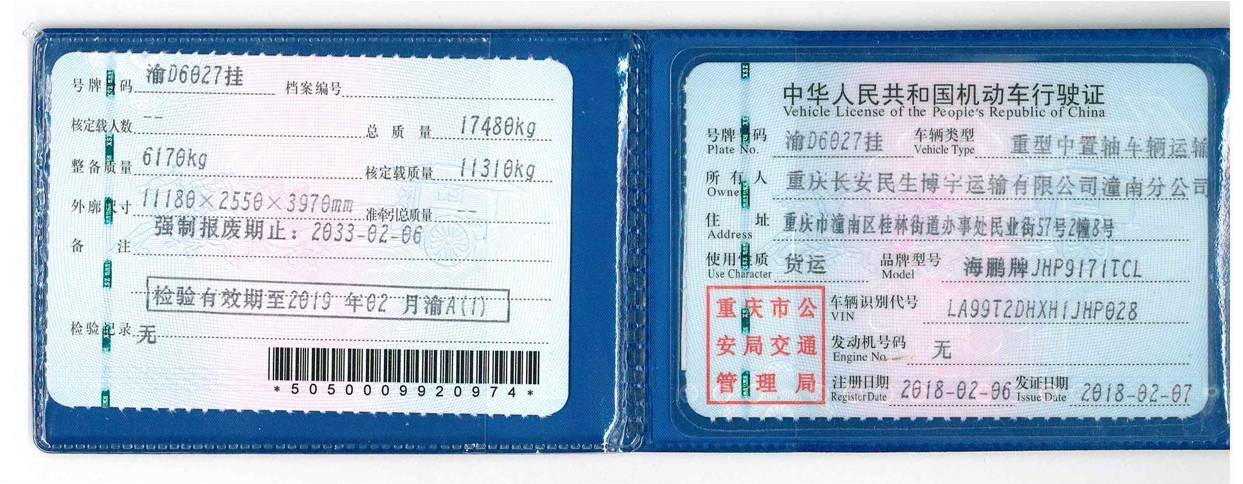 号牌号码 渝D6027挂 档案编号
核定载人数 -- 总质量 17480kg
整备质量 6170kg 核定载质量 11310kg
外廓尺寸 11180×2550×3970mm 准牵引总质量 --
强制报废期止：2033-02-06
备注
检验有效期至2019 年02 月渝A(1)
检验记录 无
*5050009920974*
中华人民共和国机动车行驶证
Vehicle License of the People's Republic of China
号牌号码 渝D6027挂 车辆类型 重型中置轴车辆运输
Plate No. Vehicle Type
所有人 重庆长安民生博宇运输有限公司潼南分公司
Owner
住址 重庆市潼南区桂林街道办事处民业街57号2幢8号
Address
使用性质 货运 品牌型号 海鹏牌JHP9171TCL
Use Character Model
重庆市公
安局交通
管理局
车辆识别代号 LA99T2DHXH1JHP028
VIN
发动机号码 无
Engine No.
注册日期 2018-02-06 发证日期 2018-02-07
Register Date Issue Date